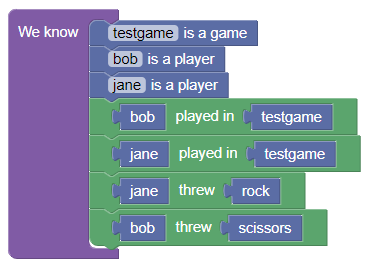 We know
testgame is a game
bob is a player
jane is a player
bob played in testgame
jane played in testgame
jane threw rock
bob threw scissors